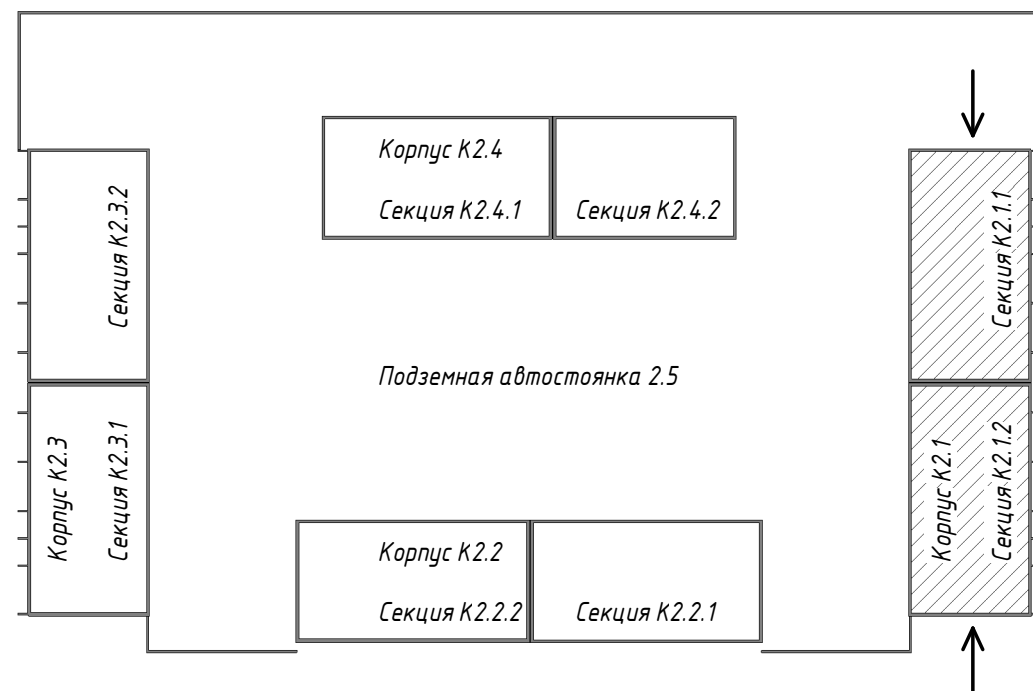 Корпус К2.4
Секция К2.4.1
Секция К2.4.2
Секция К2.3.2
Секция К2.1.1
Подземная автостоянка 2.5
Корпус К2.3
Секция К2.3.1
Корпус К2.1
Секция К2.1.2
Корпус К2.2
Секция К2.2.2
Секция К2.2.1